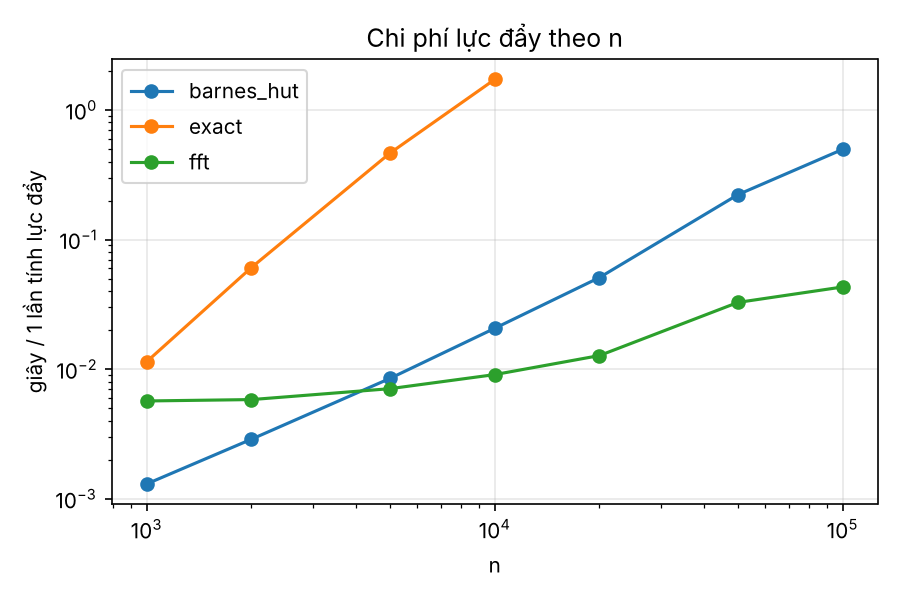 Chi phí lực đẩy theo n
barnes_hut
exact
fft
giây / 1 lần tính lực đẩy
10⁰
10⁻¹
10⁻²
10⁻³
10³
10⁴
10⁵
n